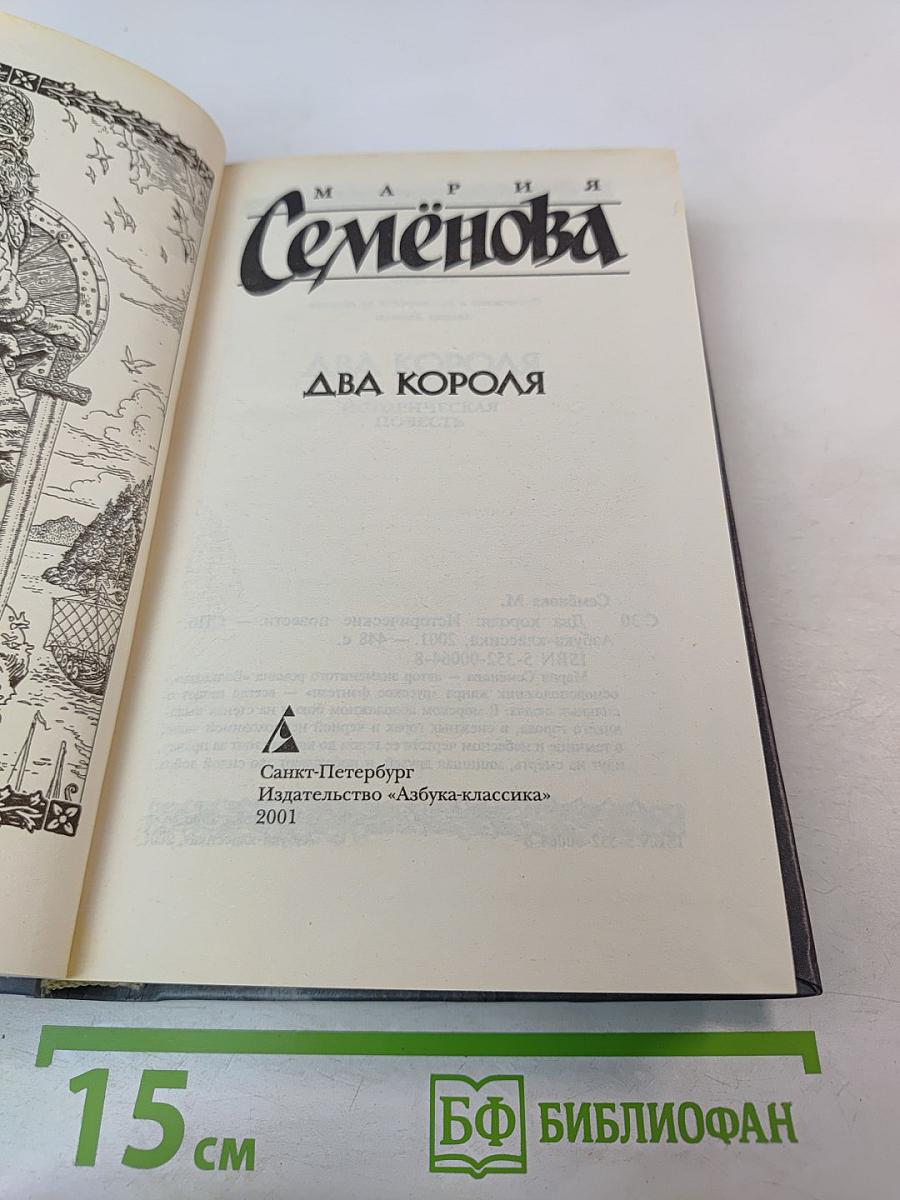 МАРИЯ
Семёнова
ДВА КОРОЛЯ
Санкт-Петербург
Издательство «Азбука-классика»
2001
15 см
БФ БИБЛИОФАН